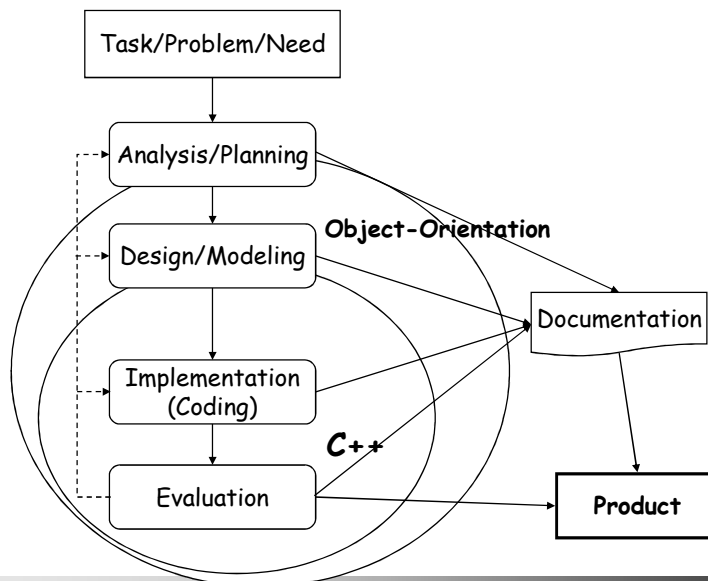 Task/Problem/Need
Analysis/Planning
Object-Orientation
Design/Modeling
Documentation
Implementation
(Coding)
C++
Evaluation
Product